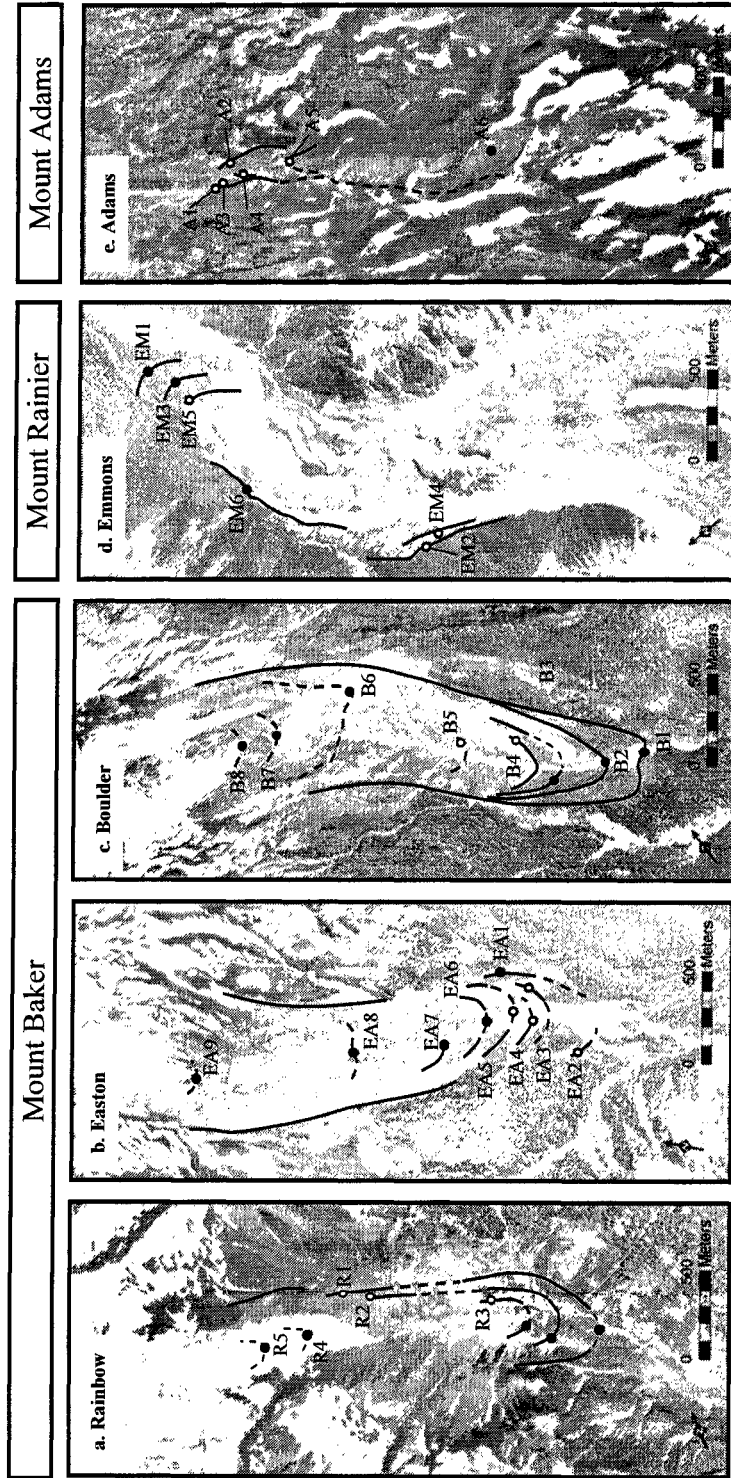 Mount Baker
Mount Rainier
Mount Adams
a. Rainbow
R5
R4
R1
R2
R3
0
500
Meters
b. Easton
EA9
EA8
EA7
EA6
EA5
EA4
EA3
EA1
EA2
0
500
Meters
c. Boulder
B8
B7
B6
B5
B4
B3
B2
B1
0
500
Meters
d. Emmons
EM1
EM3
EM5
EM6
EM4
EM2
0
500
Meters
e. Adams
A1
A2
A3
A4
A5
A6
0
500
Meters